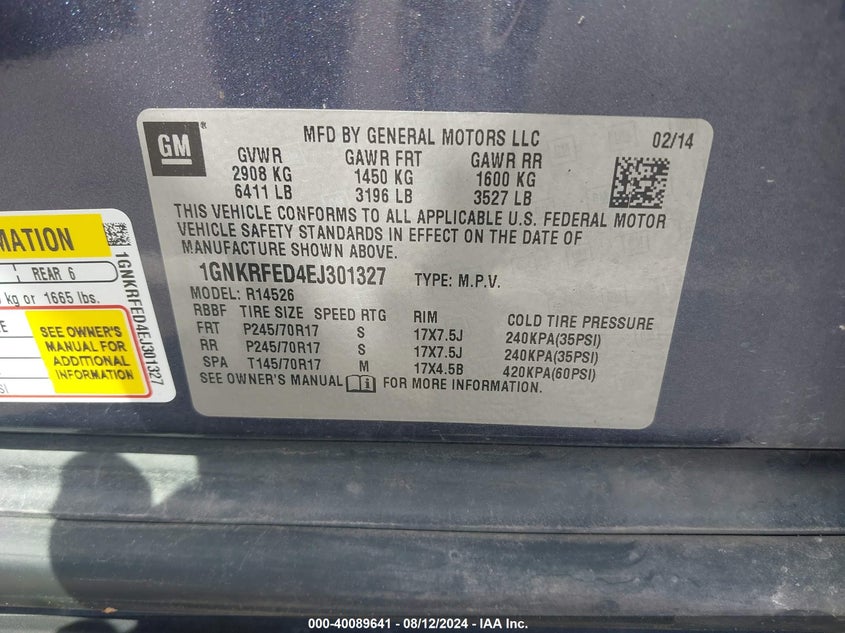 GM
MFD BY GENERAL MOTORS LLC 02/14
GVWR GAWR FRT GAWR RR
2908 KG 1450 KG 1600 KG
6411 LB 3196 LB 3527 LB
THIS VEHICLE CONFORMS TO ALL APPLICABLE U.S. FEDERAL MOTOR
VEHICLE SAFETY STANDARDS IN EFFECT ON THE DATE OF
MANUFACTURE SHOWN ABOVE.
1GNKRFED4EJ301327 TYPE: M.P.V.
MODEL: R14526
RBBF TIRE SIZE SPEED RTG RIM COLD TIRE PRESSURE
FRT P245/70R17 S 17X7.5J 240KPA(35PSI)
RR P245/70R17 S 17X7.5J 240KPA(35PSI)
SPA T145/70R17 M 17X4.5B 420KPA(60PSI)
SEE OWNER'S MANUAL FOR MORE INFORMATION.
MATION
REAR 6
kg or 1665 lbs.
SEE OWNER'S
MANUAL FOR
ADDITIONAL
INFORMATION
1GNKRFED4EJ301327
000-40089641 - 08/12/2024 - IAA Inc.